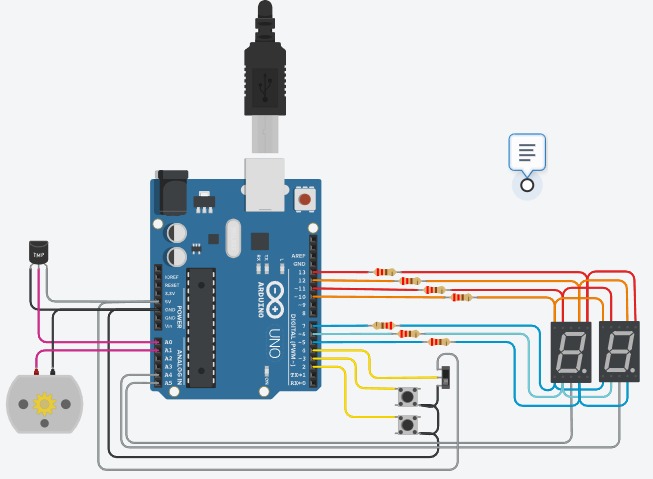 TMP
AREF
GND
13
12
~11
~10
~9
8
7
~6
~5
4
~3
2
TX→1
RX←0
DIGITAL (PWM~)
IOREF
RESET
3.3V
5V
GND
GND
Vin
POWER
A0
A1
A2
A3
A4
A5
ANALOG IN
RX
TX
L
ARDUINO
UNO
ON